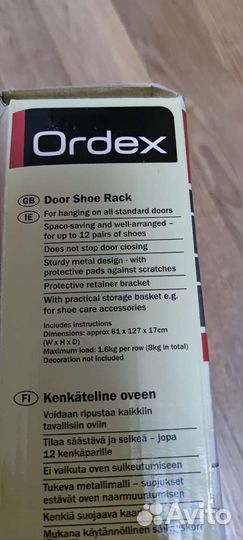 Ordex
GB Door Shoe Rack
IE For hanging on all standard doors
Space-saving and well-arranged –
for up to 12 pairs of shoes
Does not stop door closing
Sturdy metal design - with
protective pads against scratches
Protective retainer bracket
With practical storage basket e.g.
for shoe care accessories
Includes instructions
Dimensions: approx 61 x 127 x 17cm
(W x H x D)
Maximum load: 1.6kg per row (8kg in total)
Decoration not included
FI Kenkäteline oveen
Voidaan ripustaa kaikkiin
tavallisiin oviin
Tilaa säästävä ja selkeä – jopa
12 kenkäparille
Ei vaikuta oven sulkeutumiseen
Tukeva metallimalli – suojukset
estävät oven naarmuuntumisen
Kenkiä suojaava
Mukana käytännöllinen
Avito